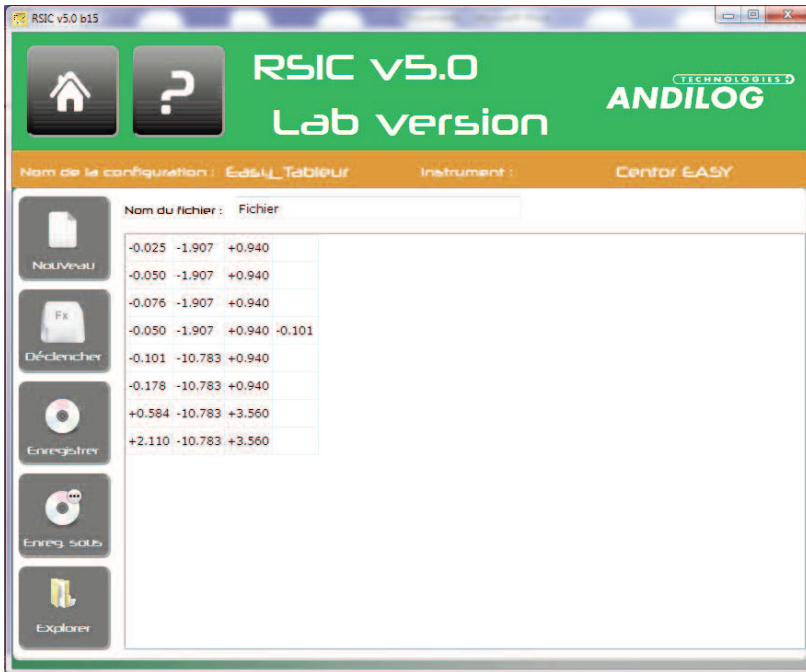 RSIC v5.0 b15
?
RSIC v5.0
Lab version
TECHNOLOGIES
ANDILOG
Nom de la configuration : Easy_Tableur Instrument : Centor EASY
Nom du fichier : Fichier
Nouveau
Fx
Déclencher
Enregistrer
Enreg. sous
Explorer
-0.025 -1.907 +0.940
-0.050 -1.907 +0.940
-0.076 -1.907 +0.940
-0.050 -1.907 +0.940 -0.101
-0.101 -10.783 +0.940
-0.178 -10.783 +0.940
+0.584 -10.783 +3.560
+2.110 -10.783 +3.560